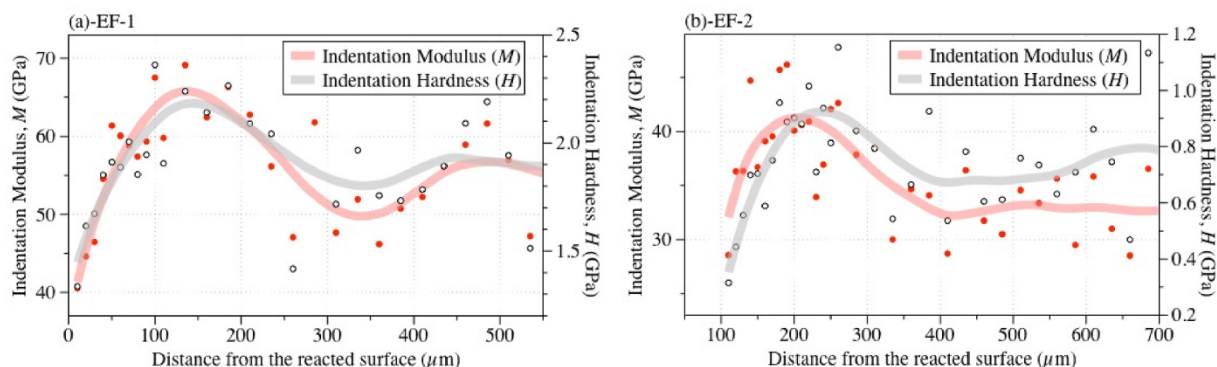 (a)-EF-1
Indentation Modulus, M (GPa)
70
60
50
40
Indentation Modulus (M)
Indentation Hardness (H)
2.5
2.0
1.5
Indentation Hardness, H (GPa)
0 100 200 300 400 500
Distance from the reacted surface (μm)
(b)-EF-2
Indentation Modulus, M (GPa)
40
30
Indentation Modulus (M)
Indentation Hardness (H)
1.2
1
0.8
0.6
0.4
0.2
Indentation Hardness, H (GPa)
100 200 300 400 500 600 700
Distance from the reacted surface (μm)